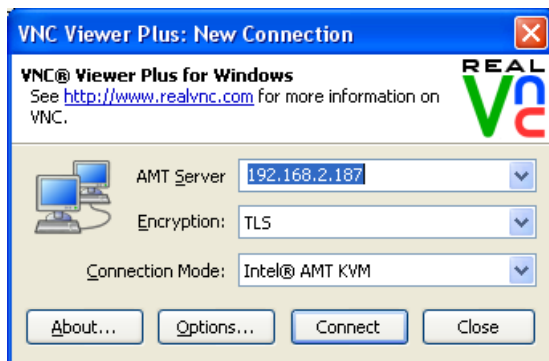 VNC Viewer Plus: New Connection
VNC® Viewer Plus for Windows
See http://www.realvnc.com for more information on
VNC.
REAL
VNC
AMT Server 192.168.2.187
Encryption: TLS
Connection Mode: Intel® AMT KVM
About... Options... Connect Close